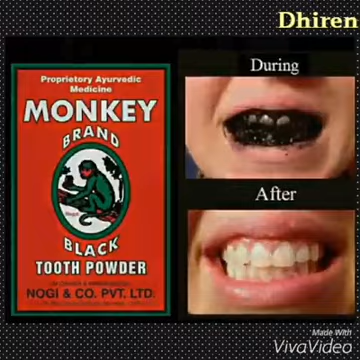 Dhiren
Proprietary Ayurvedic
Medicine
MONKEY
BRAND
BLACK
TOOTH POWDER
NOGI & CO. PVT. LTD.
During
After
Made With
VivaVideo